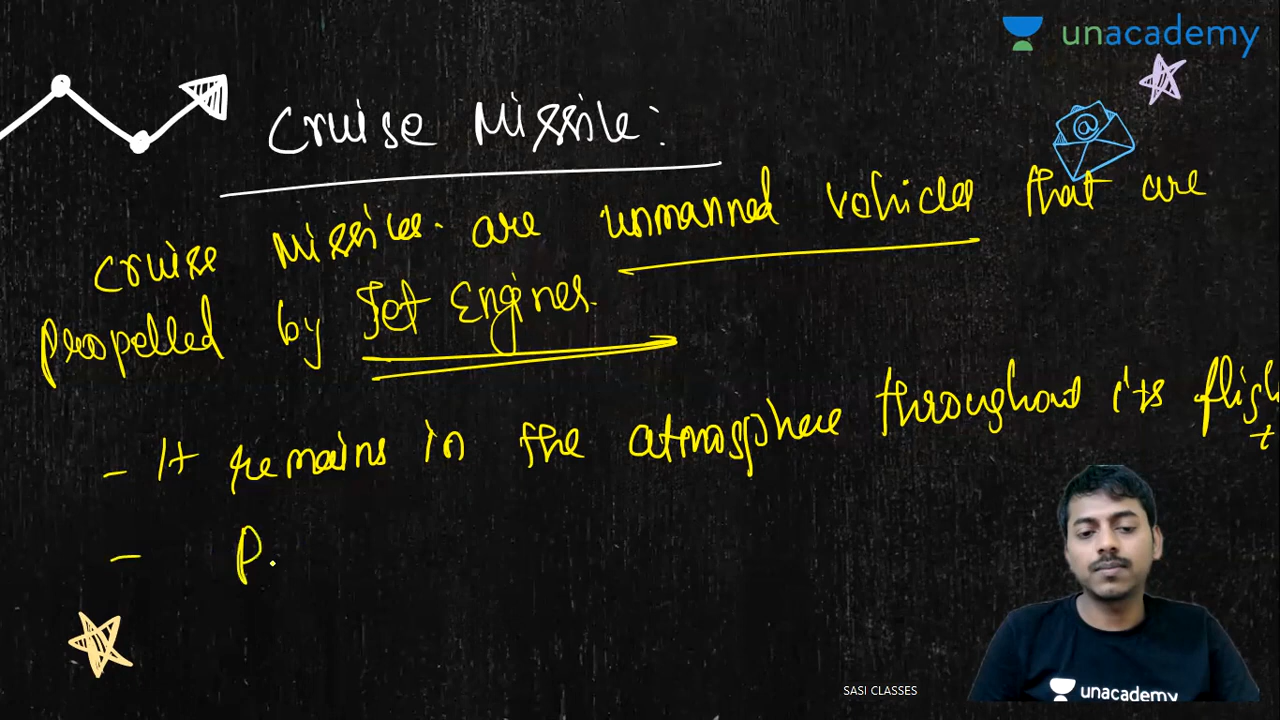 unacademy
Cruise Missile:
Cruise Missiles are unmanned vehicles that are
propelled by Jet Engines.
- It remains in the atmosphere throughout its flight
- P.
unacademy
SASI CLASSES